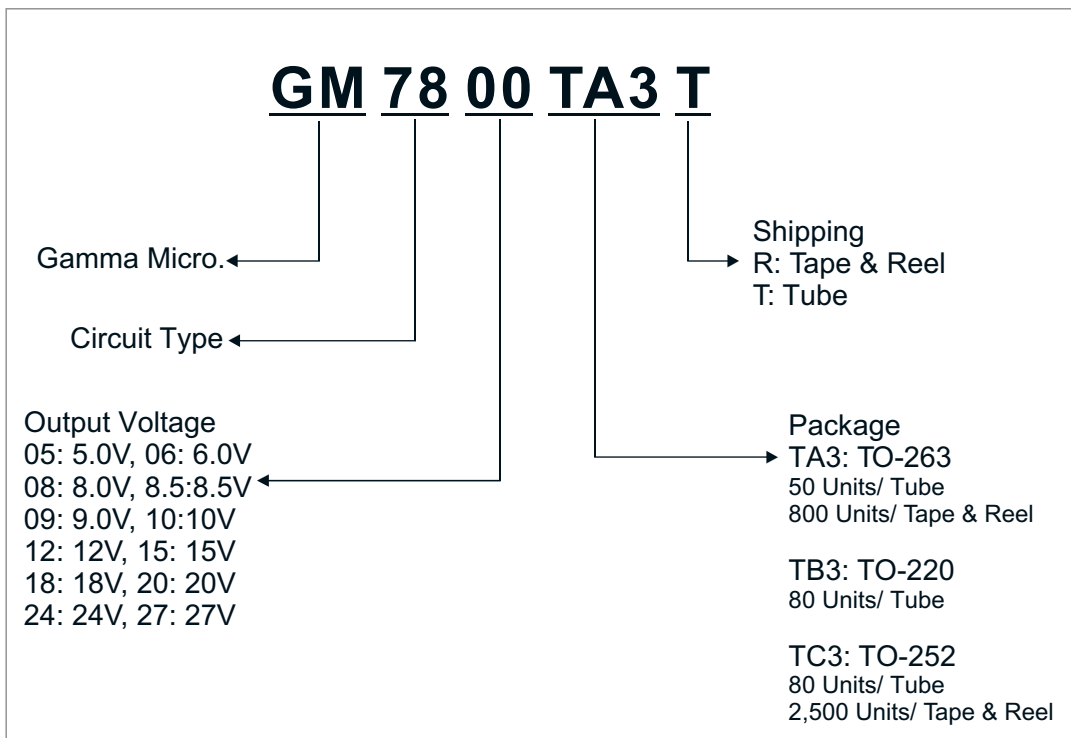 GM 78 00 TA3 T
Gamma Micro.
Circuit Type
Output Voltage
05: 5.0V, 06: 6.0V
08: 8.0V, 8.5:8.5V
09: 9.0V, 10:10V
12: 12V, 15: 15V
18: 18V, 20: 20V
24: 24V, 27: 27V
Shipping
R: Tape & Reel
T: Tube
Package
TA3: TO-263
50 Units/ Tube
800 Units/ Tape & Reel
TB3: TO-220
80 Units/ Tube
TC3: TO-252
80 Units/ Tube
2,500 Units/ Tape & Reel